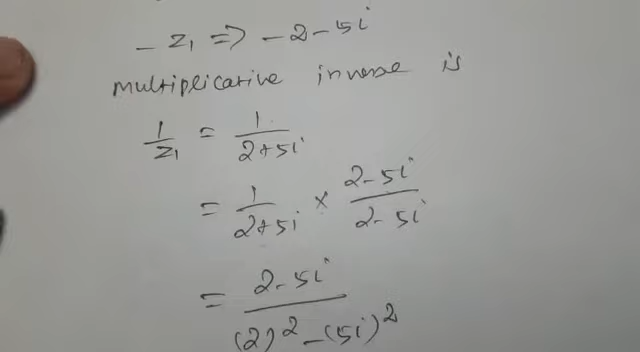 - z₁ => -2-5i
multiplicative inverse is
1/z₁ = 1/2+5i
= 1/2+5i × 2-5i/2-5i
= 2-5i/(2)²-(5i)²